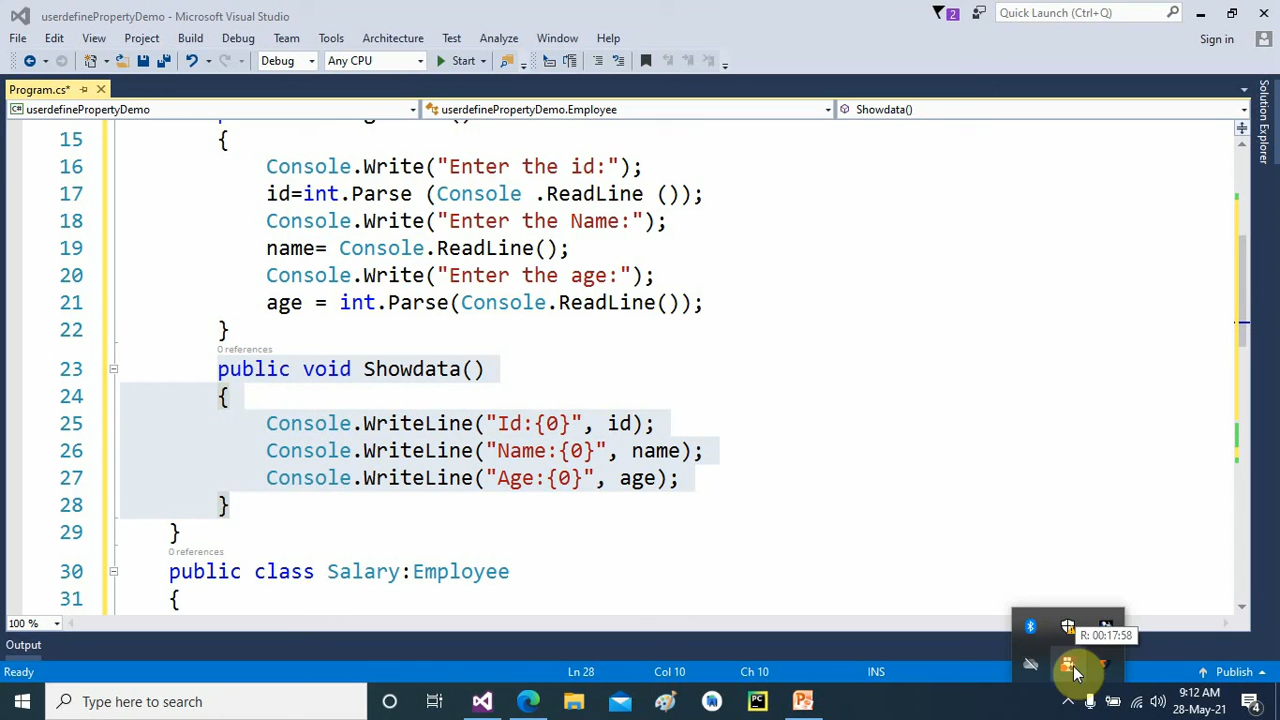 userdefinePropertyDemo - Microsoft Visual Studio
2
Quick Launch (Ctrl+Q)
File Edit View Project Build Debug Team Tools Architecture Test Analyze Window Help
Sign in
Debug Any CPU Start
Program.cs*
userdefinePropertyDemo userdefinePropertyDemo.Employee Showdata()
Solution Explorer
15 {
16 Console.Write("Enter the id:");
17 id=int.Parse (Console .ReadLine ());
18 Console.Write("Enter the Name:");
19 name= Console.ReadLine();
20 Console.Write("Enter the age:");
21 age = int.Parse(Console.ReadLine());
22 }
0 references
23 public void Showdata()
24 {
25 Console.WriteLine("Id:{0}", id);
26 Console.WriteLine("Name:{0}", name);
27 Console.WriteLine("Age:{0}", age);
28 }
29 }
0 references
30 public class Salary:Employee
31 {
100 %
R: 00:17:58
Output
Ready Ln 28 Col 10 Ch 10 INS Publish
Type here to search
9:12 AM
28-May-21
4